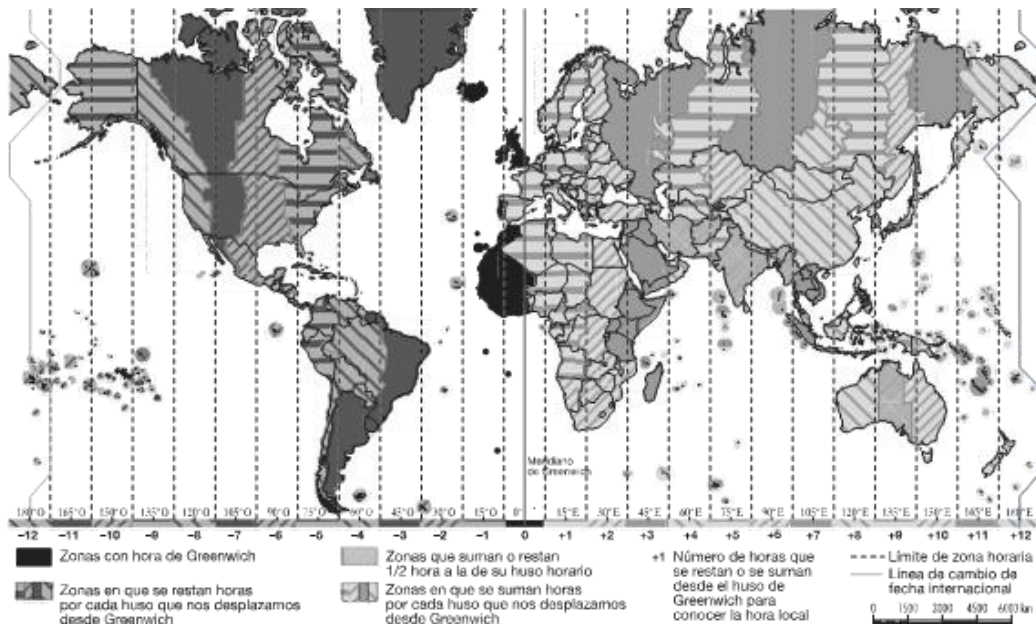 Meridiano
de Greenwich
180°O 165°O 150°O 135°O 120°O 105°O 90°O 75°O 60°O 45°O 30°O 15°O 0° 15°E 30°E 45°E 60°E 75°E 90°E 105°E 120°E 135°E 150°E 165°E 180°E
−12 −11 −10 −9 −8 −7 −6 −5 −4 −3 −2 −1 0 +1 +2 +3 +4 +5 +6 +7 +8 +9 +10 +11 +12
Zonas con hora de Greenwich
Zonas en que se restan horas
por cada huso que nos desplazamos
desde Greenwich
Zonas que suman o restan
1/2 hora a la de su huso horario
Zonas en que se suman horas
por cada huso que nos desplazamos
desde Greenwich
+1 Número de horas que
se restan o se suman
desde el huso de
Greenwich para
conocer la hora local
Límite de zona horaria
Línea de cambio de
fecha internacional
0 1500 3000 4500 6000 km